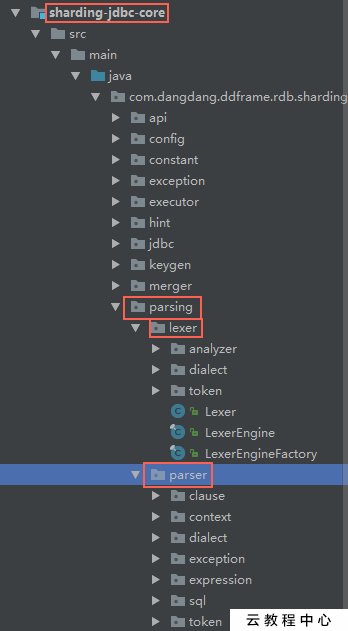 sharding-jdbc-core
src
main
java
com.dangdang.ddframe.rdb.sharding
api
config
constant
exception
executor
hint
jdbc
keygen
merger
parsing
lexer
analyzer
dialect
token
Lexer
LexerEngine
LexerEngineFactory
parser
clause
context
dialect
exception
expression
sql
token
云教程中心